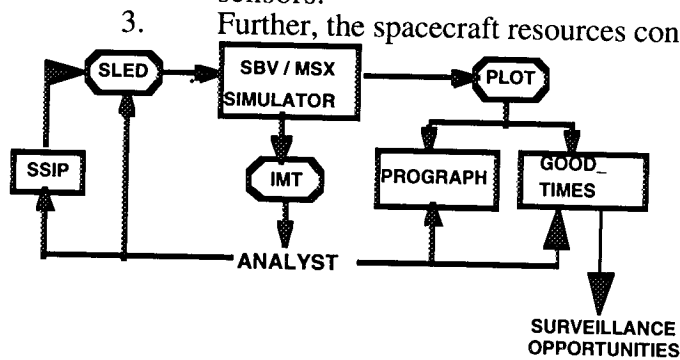 sensors.
3. Further, the spacecraft resources con
SLED
SBV / MSX
SIMULATOR
PLOT
SSIP
IMT
PROGRAPH
GOOD_
TIMES
ANALYST
SURVEILLANCE
OPPORTUNITIES